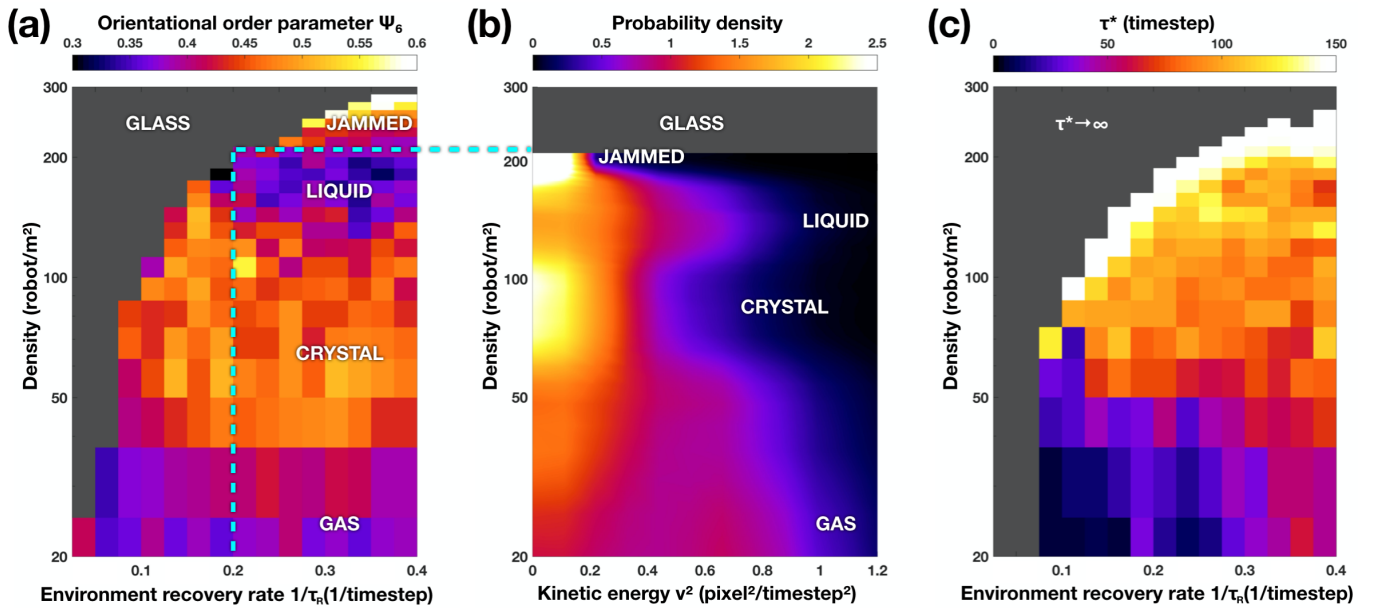 (a)
Orientational order parameter Ψ₆
0.3 0.35 0.4 0.45 0.5 0.55 0.6
300
200
100
50
20
Density (robot/m²)
GLASS
JAMMED
LIQUID
CRYSTAL
GAS
0.1 0.2 0.3 0.4
Environment recovery rate 1/τ_R(1/timestep)
(b)
Probability density
0 0.5 1 1.5 2 2.5
300
200
100
50
20
GLASS
JAMMED
LIQUID
CRYSTAL
GAS
0 0.2 0.4 0.6 0.8 1 1.2
Kinetic energy v² (pixel²/timestep²)
(c)
τ* (timestep)
0 50 100 150
300
200
100
50
20
Density (robot/m²)
τ*→∞
0.1 0.2 0.3 0.4
Environment recovery rate 1/τ_R(1/timestep)